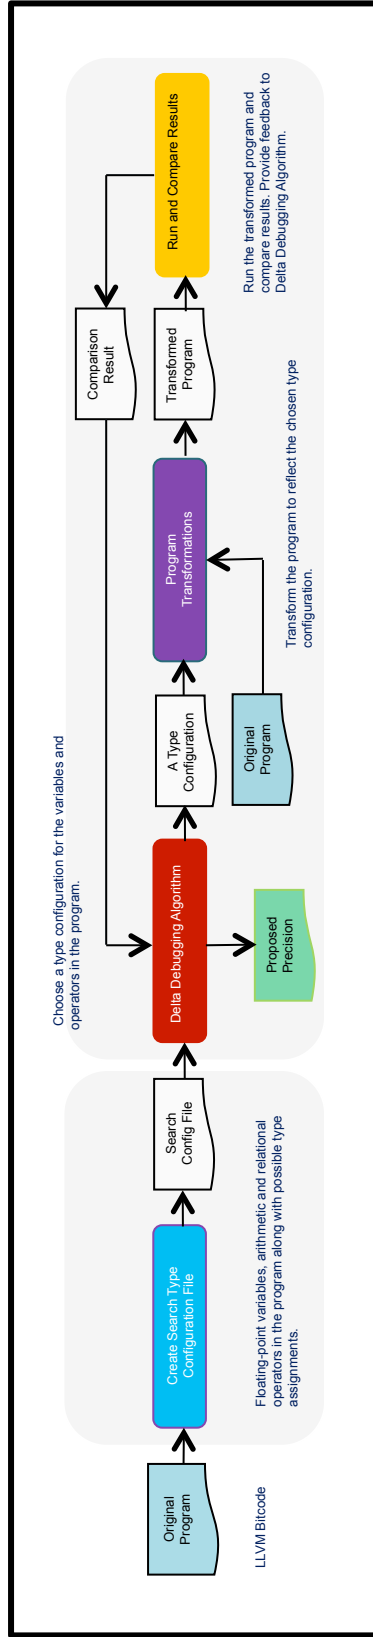 Original
Program
LLVM Bitcode
Create Search Type
Configuration File
Floating-point variables, arithmetic and relational
operators in the program along with possible type
assignments.
Search
Config File
Choose a type configuration for the variables and
operators in the program.
Delta Debugging Algorithm
Proposed
Precision
A Type
Configuration
Original
Program
Program
Transformations
Transform the program to reflect the chosen type
configuration.
Comparison
Result
Transformed
Program
Run and Compare Results
Run the transformed program and
compare results. Provide feedback to
Delta Debugging Algorithm.